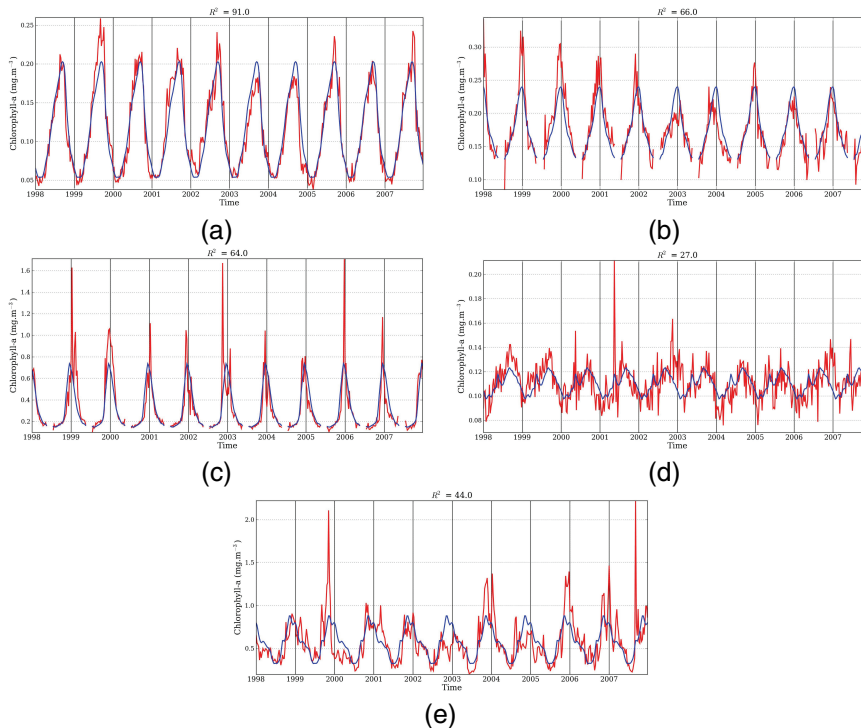 R² = 91.0
Chlorophyll-a (mg.m⁻³)
0.25
0.20
0.15
0.10
0.05
1998 1999 2000 2001 2002 2003 2004 2005 2006 2007
Time
(a)
R² = 66.0
Chlorophyll-a (mg.m⁻³)
0.30
0.25
0.20
0.15
0.10
1998 1999 2000 2001 2002 2003 2004 2005 2006 2007
Time
(b)
R² = 64.0
Chlorophyll-a (mg.m⁻³)
1.6
1.4
1.2
1.0
0.8
0.6
0.4
0.2
1998 1999 2000 2001 2002 2003 2004 2005 2006 2007
Time
(c)
R² = 27.0
Chlorophyll-a (mg.m⁻³)
0.20
0.18
0.16
0.14
0.12
0.10
0.08
1998 1999 2000 2001 2002 2003 2004 2005 2006 2007
Time
(d)
R² = 44.0
Chlorophyll-a (mg.m⁻³)
2.0
1.5
1.0
0.5
1998 1999 2000 2001 2002 2003 2004 2005 2006 2007
Time
(e)